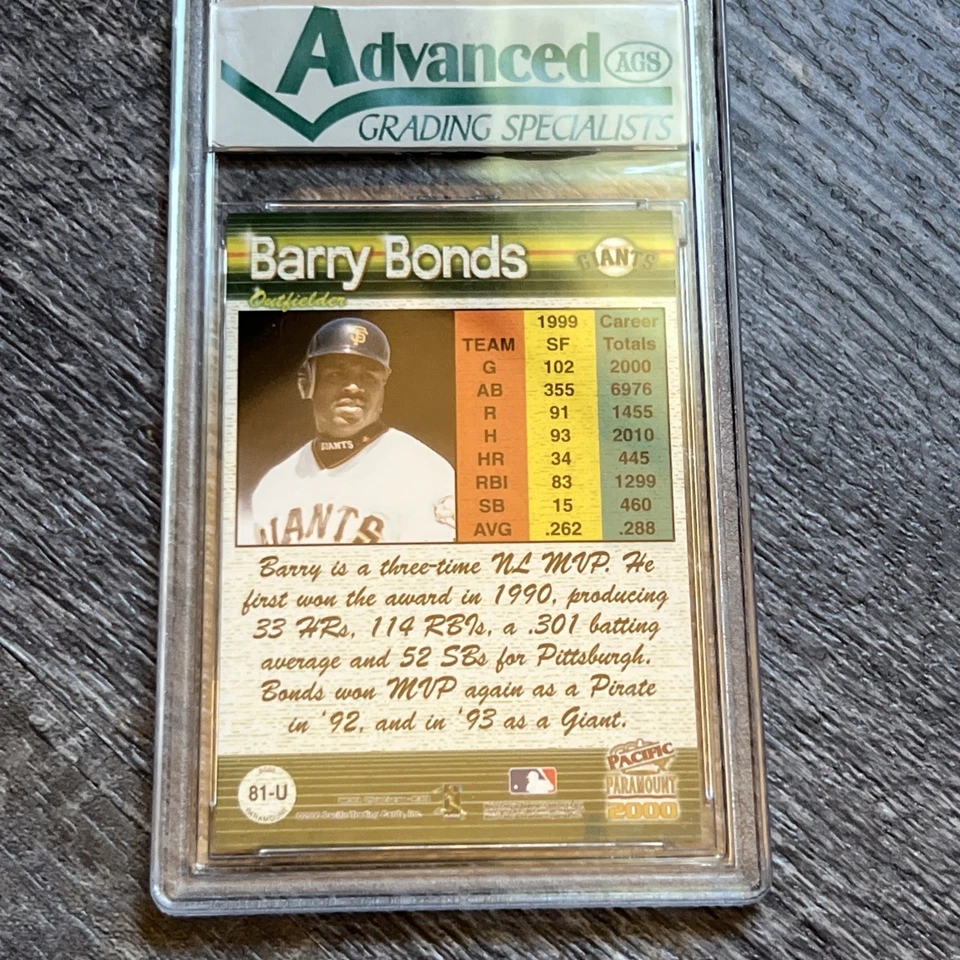 Advanced AGS
GRADING SPECIALISTS
Barry Bonds
GIANTS
Outfielder
1999 Career
TEAM SF Totals
G 102 2000
AB 355 6976
R 91 1455
H 93 2010
HR 34 445
RBI 83 1299
SB 15 460
AVG .262 .288
SF
GIANTS
GIANTS
Barry is a three-time NL MVP. He
first won the award in 1990, producing
33 HRs, 114 RBIs, a .301 batting
average and 52 SBs for Pittsburgh.
Bonds won MVP again as a Pirate
in '92, and in '93 as a Giant.
PACIFIC
PARAMOUNT
2000
81-U
PARAMOUNT